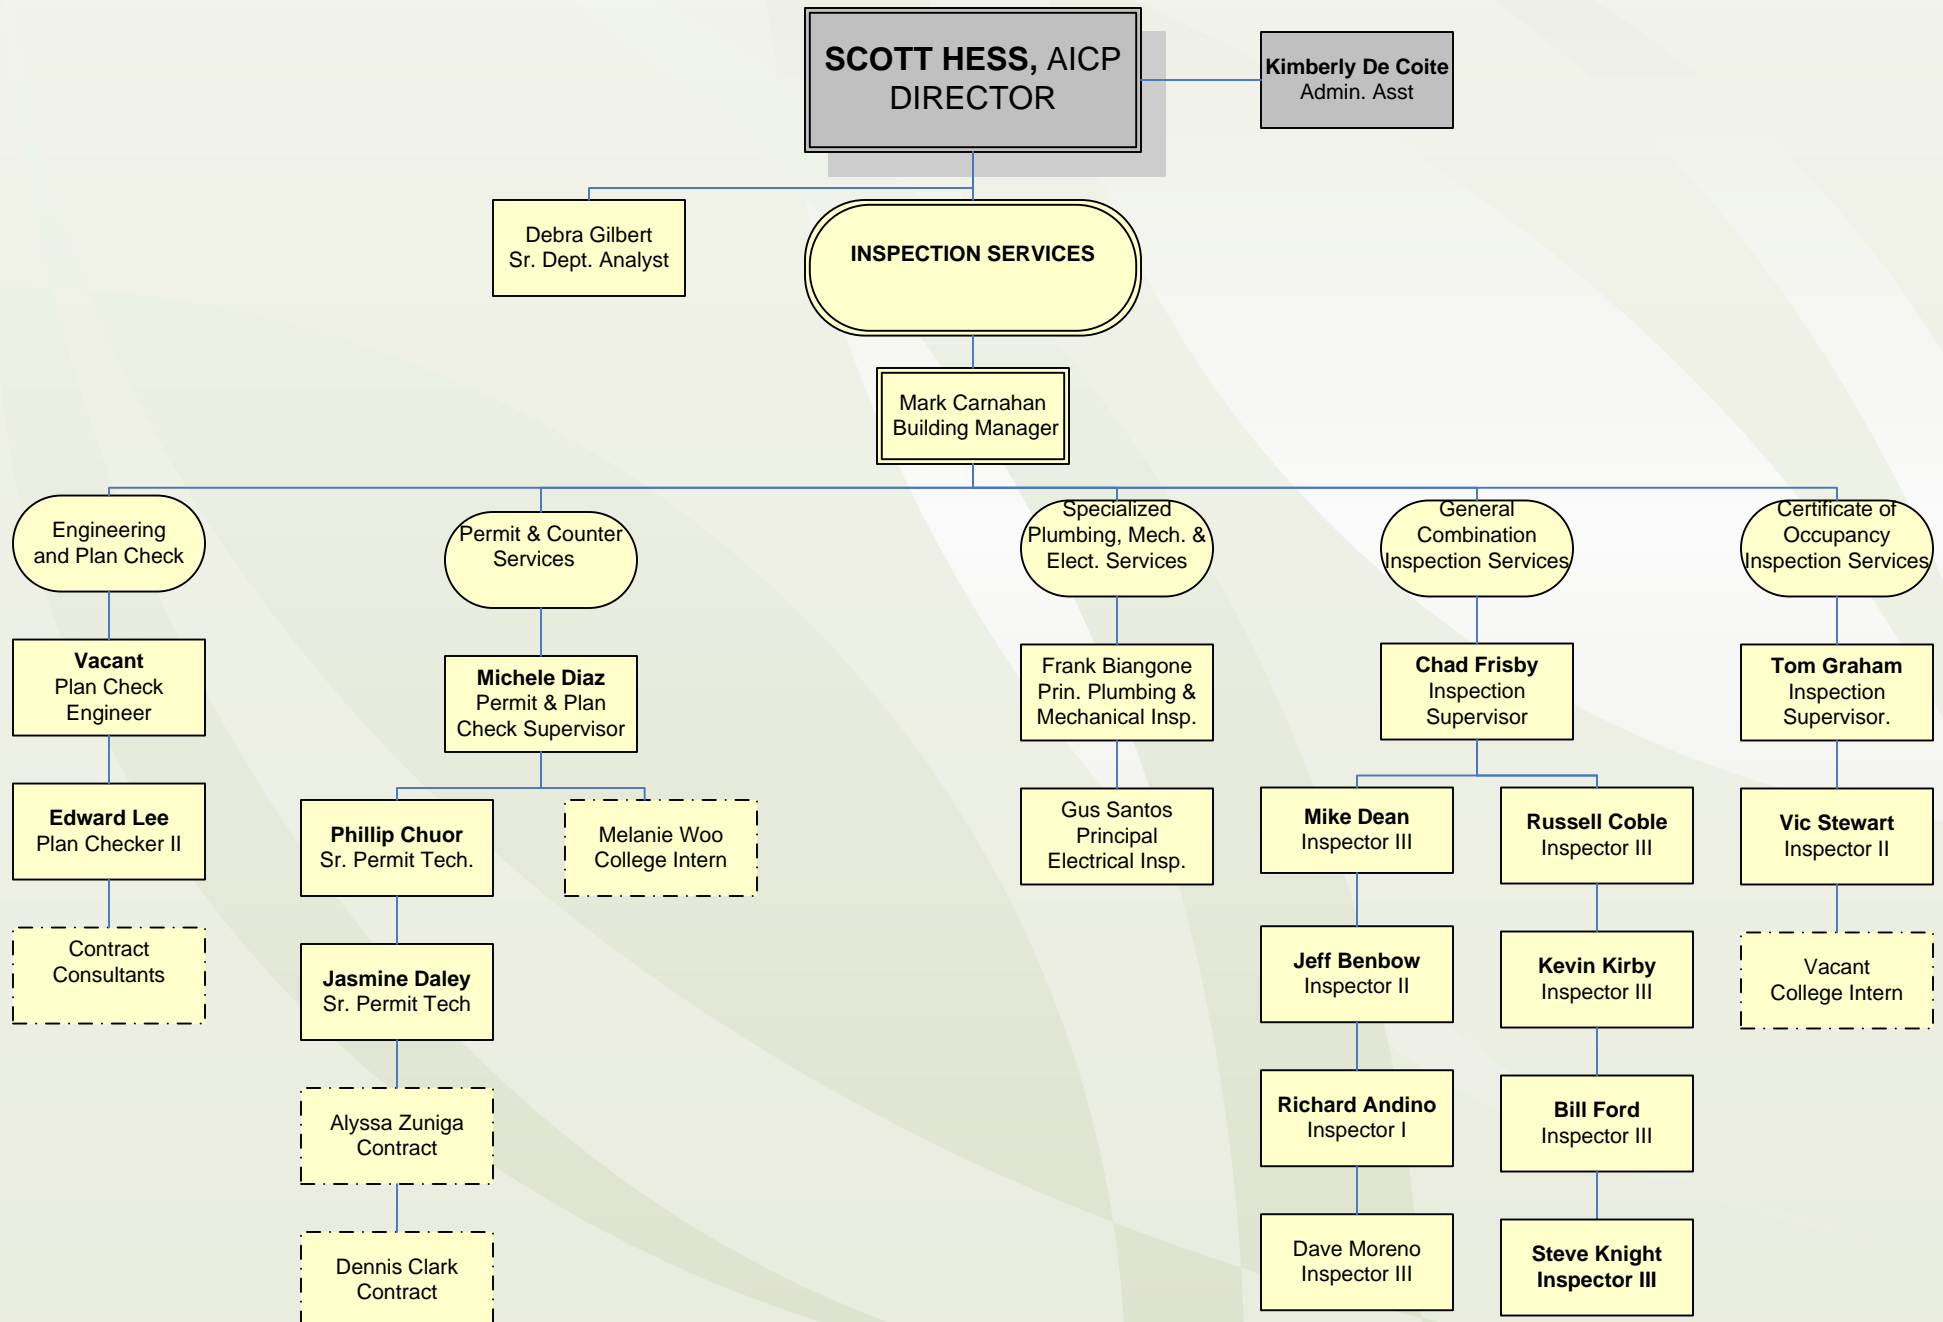 SCOTT HESS, AICP
DIRECTOR
Kimberly De Coite
Admin. Asst
Debra Gilbert
Sr. Dept. Analyst
INSPECTION SERVICES
Mark Carnahan
Building Manager
Engineering
and Plan Check
Vacant
Plan Check
Engineer
Edward Lee
Plan Checker II
Contract
Consultants
Permit & Counter
Services
Michele Diaz
Permit & Plan
Check Supervisor
Phillip Chuor
Sr. Permit Tech.
Melanie Woo
College Intern
Jasmine Daley
Sr. Permit Tech
Alyssa Zuniga
Contract
Dennis Clark
Contract
Specialized
Plumbing, Mech. &
Elect. Services
Frank Biangone
Prin. Plumbing &
Mechanical Insp.
Gus Santos
Principal
Electrical Insp.
General
Combination
Inspection Services
Chad Frisby
Inspection
Supervisor
Mike Dean
Inspector III
Jeff Benbow
Inspector II
Richard Andino
Inspector I
Dave Moreno
Inspector III
Russell Coble
Inspector III
Kevin Kirby
Inspector III
Bill Ford
Inspector III
Steve Knight
Inspector III
Certificate of
Occupancy
Inspection Services
Tom Graham
Inspection
Supervisor.
Vic Stewart
Inspector II
Vacant
College Intern